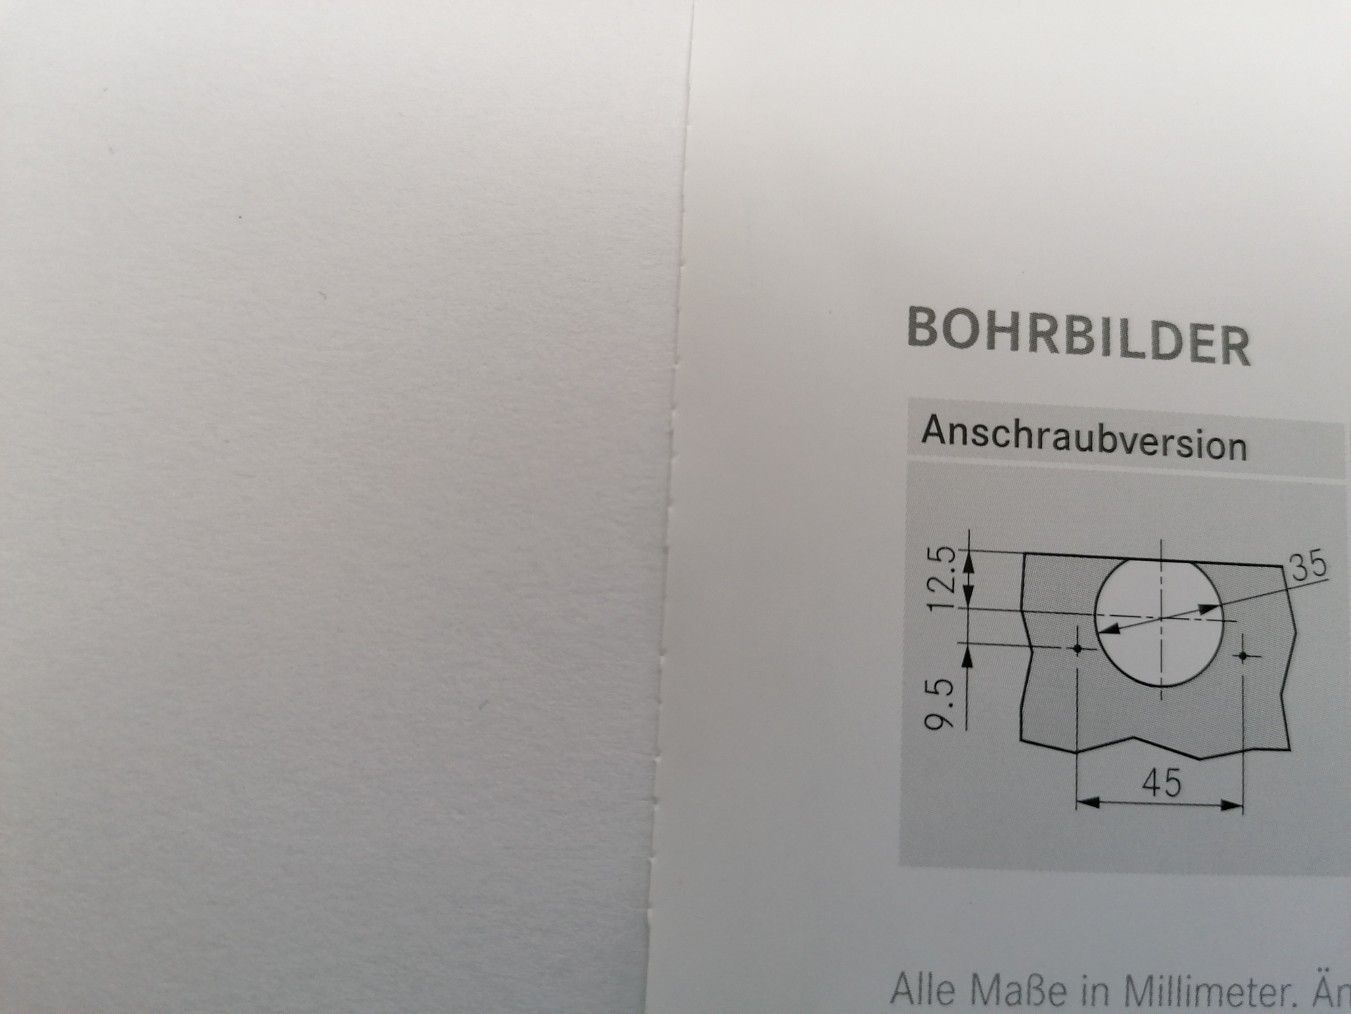 BOHRBILDER
Anschraubversion
12.5
35
9.5
45
Alle Maße in Millimeter.